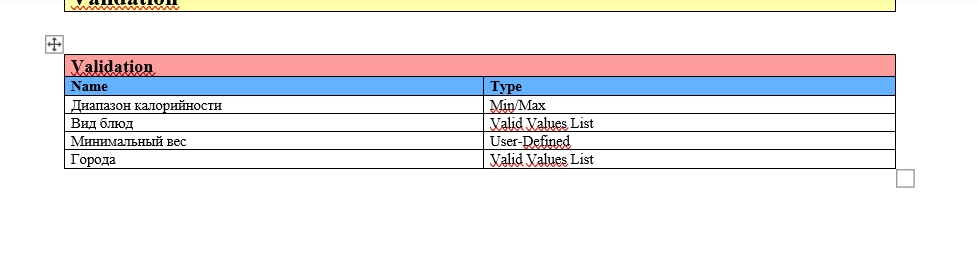 Validation
Validation
Name Type
Диапазон калорийности Min/Max
Вид блюд Valid Values List
Минимальный вес User-Defined
Города Valid Values List